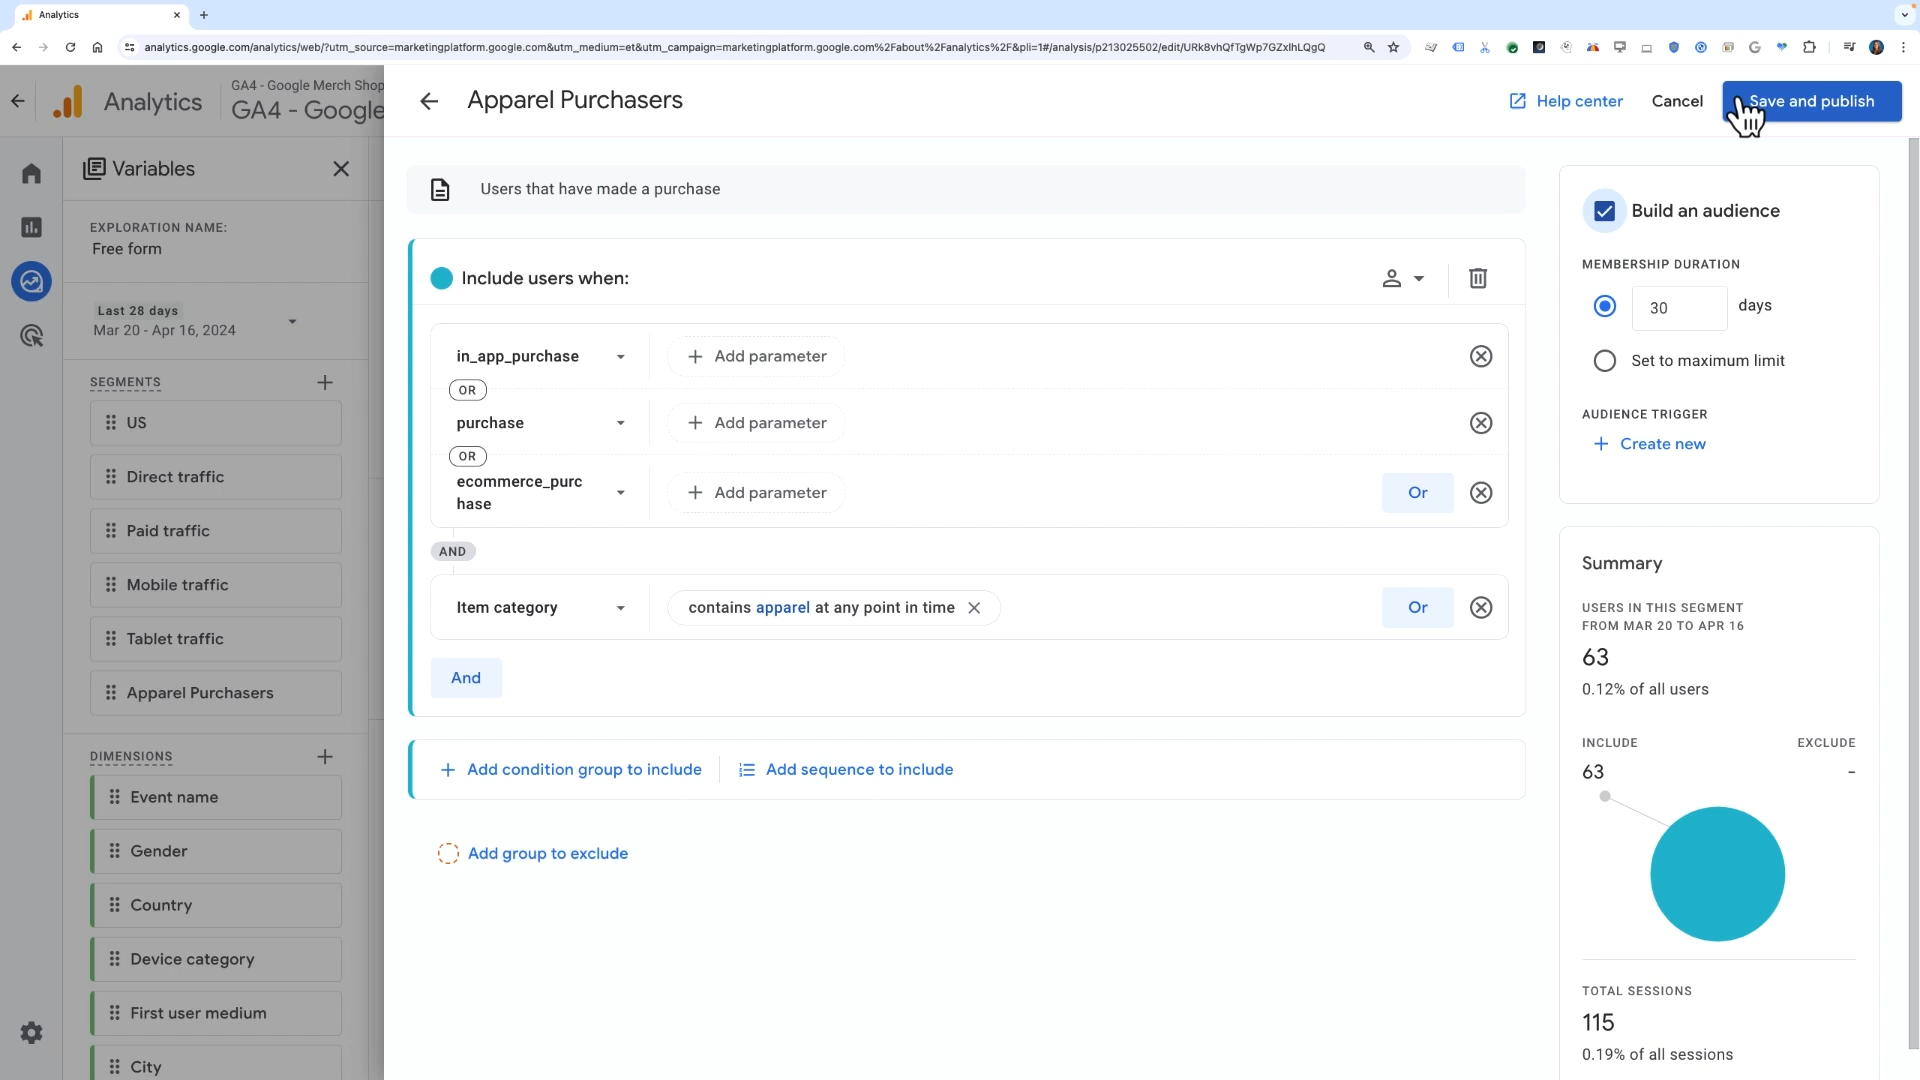 Analytics
analytics.google.com/analytics/web/?utm_source=marketingplatform.google.com&utm_medium=et&utm_campaign=marketingplatform.google.com%2Fabout%2Fanalytics%2F&pli=1#/analysis/p213025502/edit/URk8vhQfTgWp7GZxIhLQgQ
Analytics
GA4 - Google Merch Shop
GA4 - Google
Apparel Purchasers
Help center
Cancel
Save and publish
Variables
EXPLORATION NAME:
Free form
Last 28 days
Mar 20 - Apr 16, 2024
SEGMENTS
US
Direct traffic
Paid traffic
Mobile traffic
Tablet traffic
Apparel Purchasers
DIMENSIONS
Event name
Gender
Country
Device category
First user medium
City
Users that have made a purchase
Include users when:
in_app_purchase
Add parameter
OR
purchase
Add parameter
OR
ecommerce_purc
hase
Add parameter
Or
AND
Item category
contains apparel at any point in time
Or
And
Add condition group to include
Add sequence to include
Add group to exclude
Build an audience
MEMBERSHIP DURATION
30 days
Set to maximum limit
AUDIENCE TRIGGER
Create new
Summary
USERS IN THIS SEGMENT
FROM MAR 20 TO APR 16
63
0.12% of all users
INCLUDE EXCLUDE
63 -
TOTAL SESSIONS
115
0.19% of all sessions